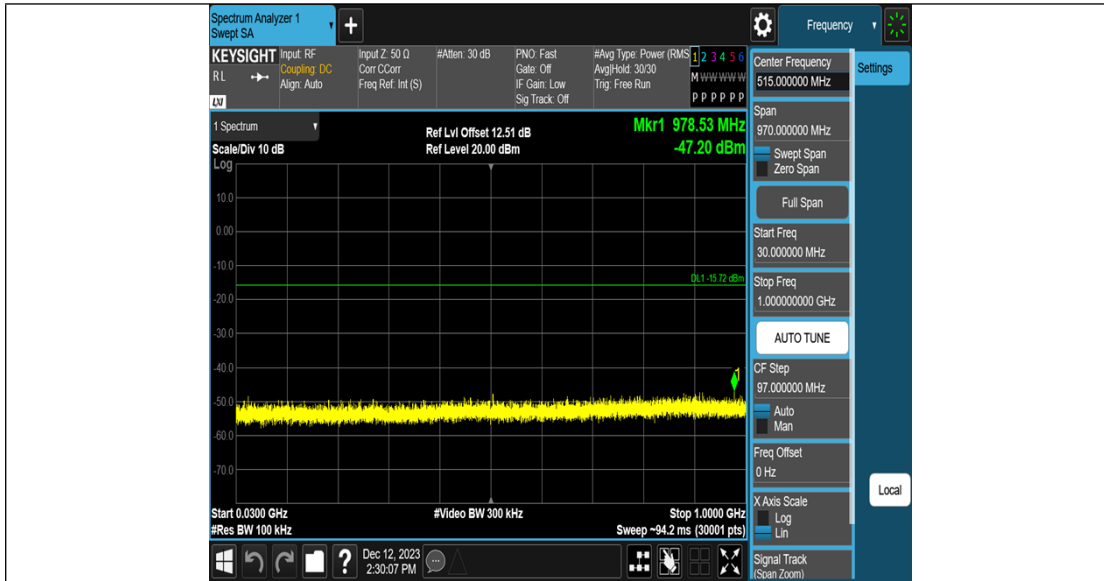 Spectrum Analyzer 1
Swept SA
+
Frequency
KEYSIGHT
RL
LXI
Input: RF
Coupling: DC
Align: Auto
Input Z: 50 Ω
Corr CCorr
Freq Ref: Int (S)
#Atten: 30 dB
PNO: Fast
Gate: Off
IF Gain: Low
Sig Track: Off
#Avg Type: Power (RMS
Avg|Hold: 30/30
Trig: Free Run
1 2 3 4 5 6
M W W W W W
P P P P P P
1 Spectrum
Scale/Div 10 dB
Log
Ref Lvl Offset 12.51 dB
Ref Level 20.00 dBm
Mkr1 978.53 MHz
-47.20 dBm
10.0
0.00
-10.0
DL1 -15.72 dBm
-20.0
-30.0
-40.0
1
-50.0
-60.0
-70.0
Start 0.0300 GHz
#Res BW 100 kHz
#Video BW 300 kHz
Stop 1.0000 GHz
Sweep ~94.2 ms (30001 pts)
?
Dec 12, 2023
2:30:07 PM
Center Frequency
515.000000 MHz
Span
970.000000 MHz
Swept Span
Zero Span
Full Span
Start Freq
30.000000 MHz
Stop Freq
1.000000000 GHz
AUTO TUNE
CF Step
97.000000 MHz
Auto
Man
Freq Offset
0 Hz
X Axis Scale
Log
Lin
Signal Track
(Span Zoom)
Settings
Local